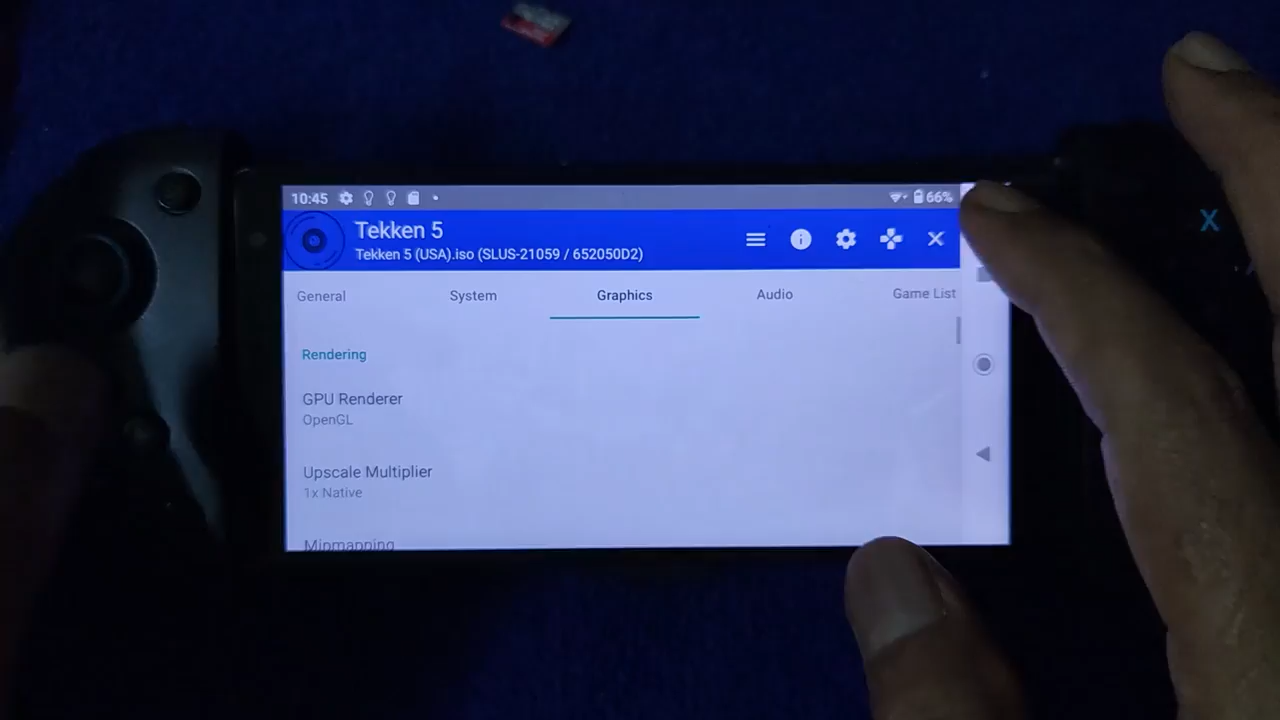 10:45
66%
Tekken 5
Tekken 5 (USA).iso (SLUS-21059 / 652050D2)
General System Graphics Audio Game List
Rendering
GPU Renderer
OpenGL
Upscale Multiplier
1x Native
Mipmapping
X